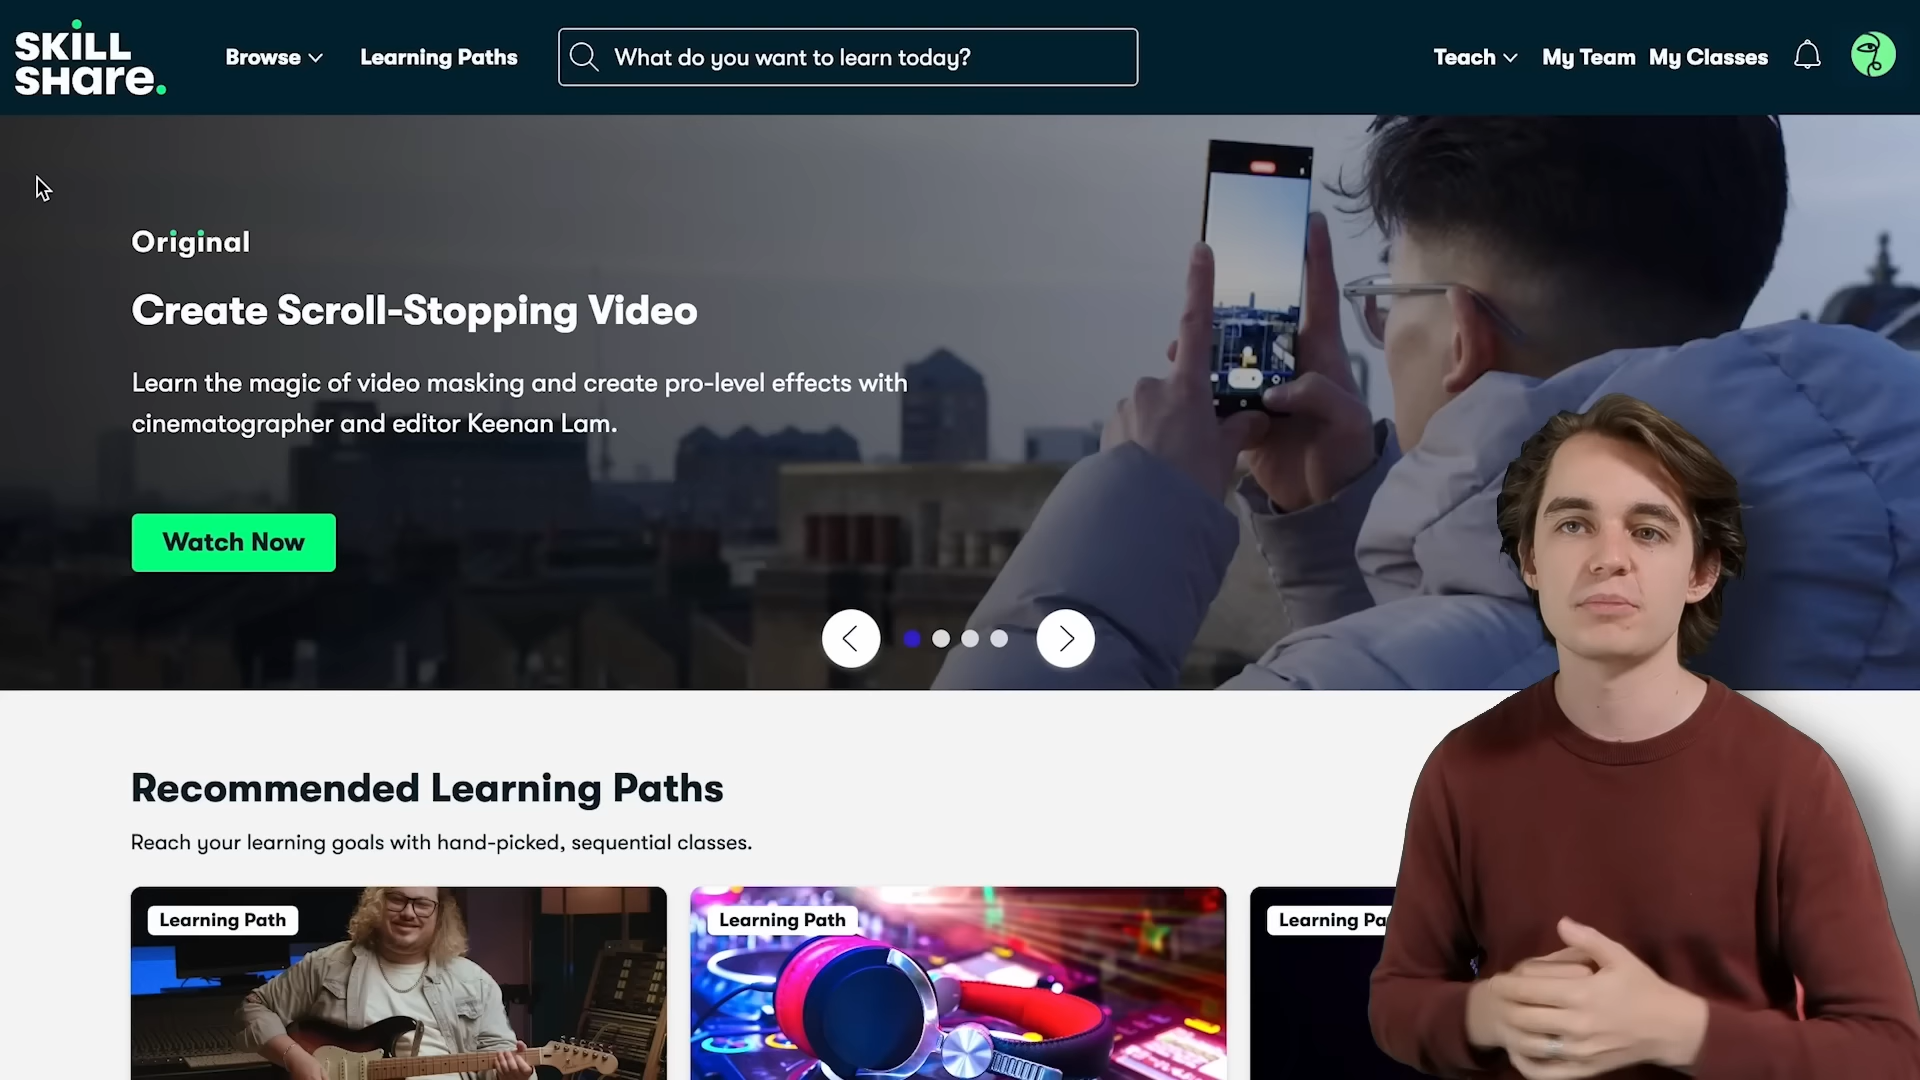 SKILL
SHARE.
Browse
Learning Paths
What do you want to learn today?
Teach
My Team
My Classes
Original
Create Scroll-Stopping Video
Learn the magic of video masking and create pro-level effects with
cinematographer and editor Keenan Lam.
Watch Now
Recommended Learning Paths
Reach your learning goals with hand-picked, sequential classes.
Learning Path
Learning Path
Learning Pa